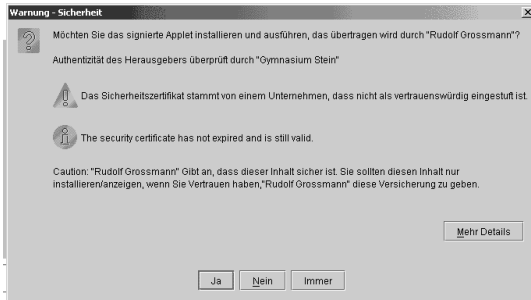 Warnung - Sicherheit
Möchten Sie das signierte Applet installieren und ausführen, das übertragen wird durch "Rudolf Grossmann"?
Authentizität des Herausgebers überprüft durch "Gymnasium Stein"
Das Sicherheitszertifikat stammt von einem Unternehmen, dass nicht als vertrauenswürdig eingestuft ist.
The security certificate has not expired and is still valid.
Caution: "Rudolf Grossmann" Gibt an, dass dieser Inhalt sicher ist. Sie sollten diesen Inhalt nur
installieren/anzeigen, wenn Sie Vertrauen haben,"Rudolf Grossmann" diese Versicherung zu geben.
Mehr Details
Ja Nein Immer